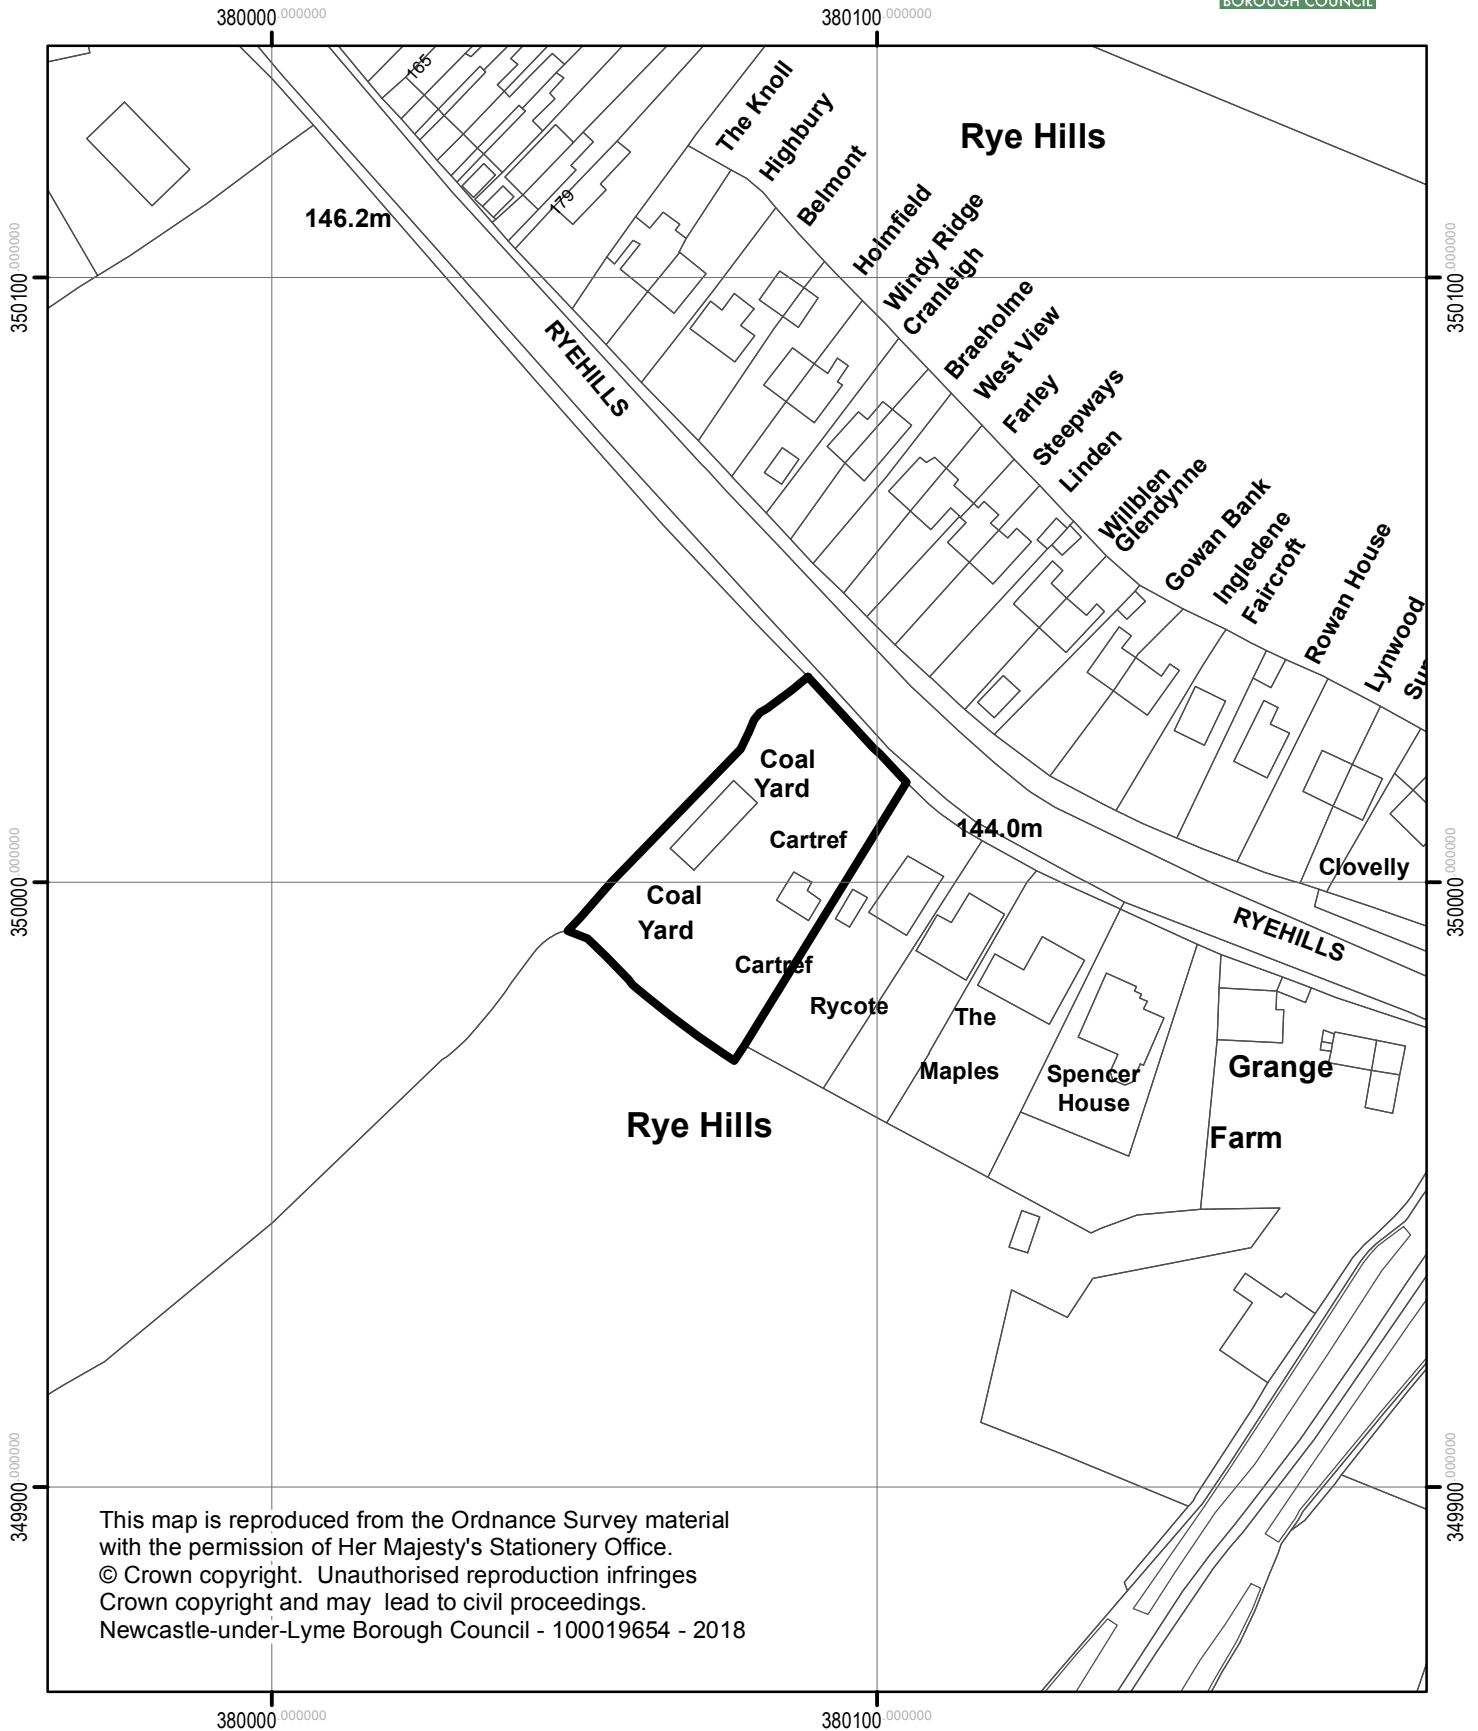 BOROUGH COUNCIL
380000.000000
380100.000000
165
The Knoll
Highbury
Belmont
Rye Hills
179
146.2m
Holmfield
Windy Ridge
Cranleigh
350100.000000
350100.000000
Braeholme
West View
RYEHILLS
Farley
Steepways
Linden
Willblen
Glendynne
Gowan Bank
Ingledene
Faircroft
Rowan House
Lynwood
Coal
Yard
144.0m
Cartref
Clovelly
350000.000000
350000.000000
Coal
Yard
RYEHILLS
Cartref
Rycote
The
Maples
Spencer
House
Grange
Farm
Rye Hills
349900.000000
349900.000000
This map is reproduced from the Ordnance Survey material
with the permission of Her Majesty's Stationery Office.
© Crown copyright. Unauthorised reproduction infringes
Crown copyright and may lead to civil proceedings.
Newcastle-under-Lyme Borough Council - 100019654 - 2018
380000.000000
380100.000000